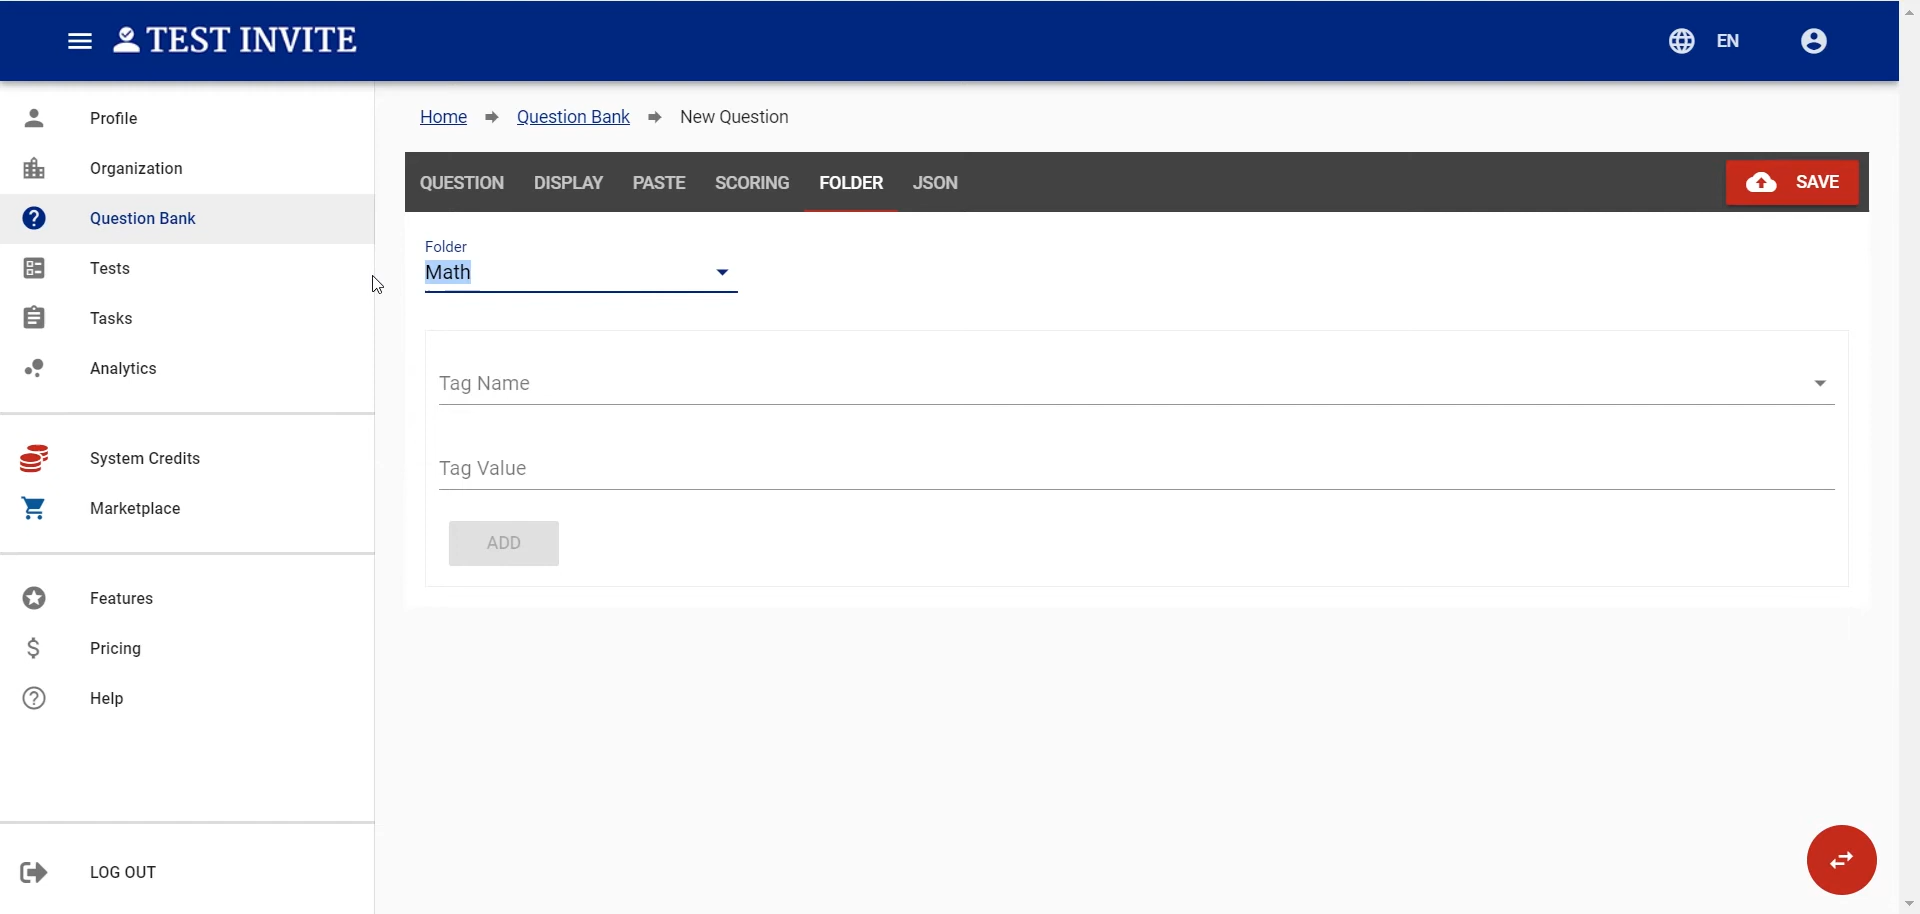 TEST INVITE
EN
Profile
Organization
Question Bank
Tests
Tasks
Analytics
System Credits
Marketplace
Features
Pricing
Help
LOG OUT
Home Question Bank New Question
QUESTION DISPLAY PASTE SCORING FOLDER JSON SAVE
Folder
Math
Tag Name
Tag Value
ADD